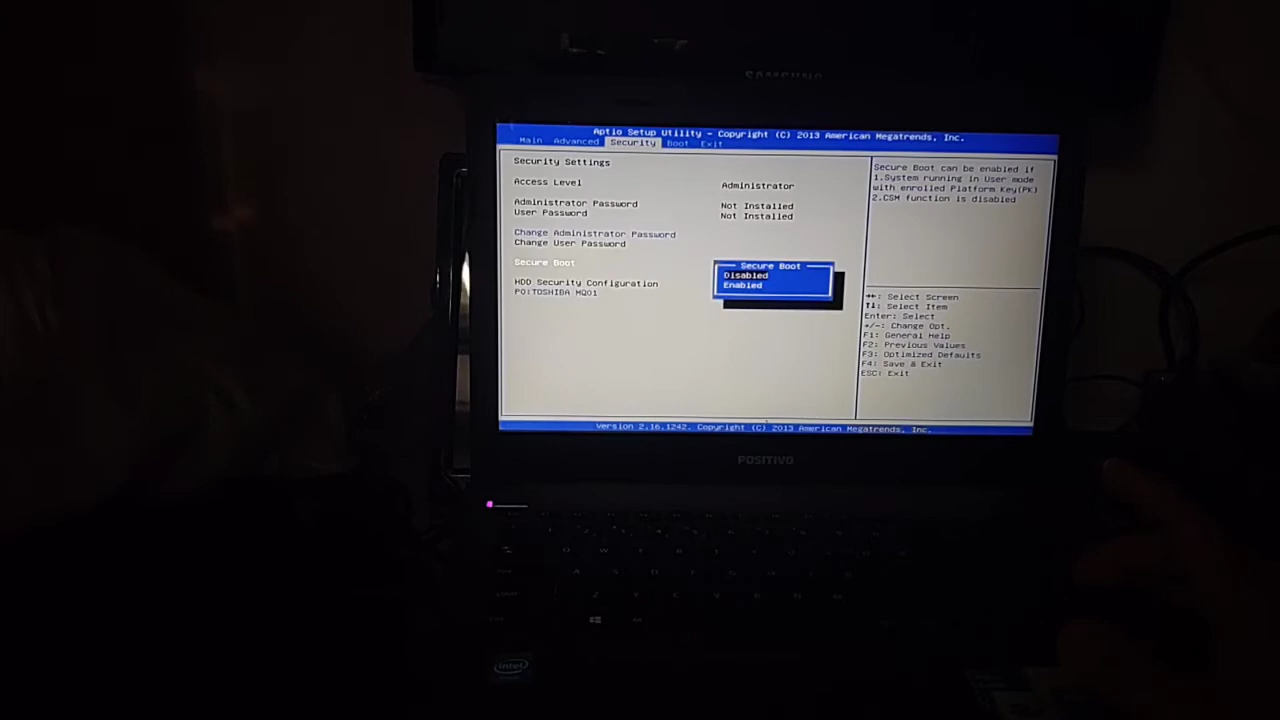 SAMSUNG
Aptio Setup Utility - Copyright (C) 2013 American Megatrends, Inc.
Main Advanced Security Boot Exit
Security Settings
Access Level Administrator
Administrator Password Not Installed
User Password Not Installed
Change Administrator Password
Change User Password
Secure Boot
HDD Security Configuration
P0:TOSHIBA MQ01
Secure Boot
Disabled
Enabled
Secure Boot can be enabled if
1.System running in User mode
with enrolled Platform Key(PK)
2.CSM function is disabled
→←: Select Screen
↑↓: Select Item
Enter: Select
+/-: Change Opt.
F1: General Help
F2: Previous Values
F3: Optimized Defaults
F4: Save & Exit
ESC: Exit
Version 2.16.1242. Copyright (C) 2013 American Megatrends, Inc.
POSITIVO
intel